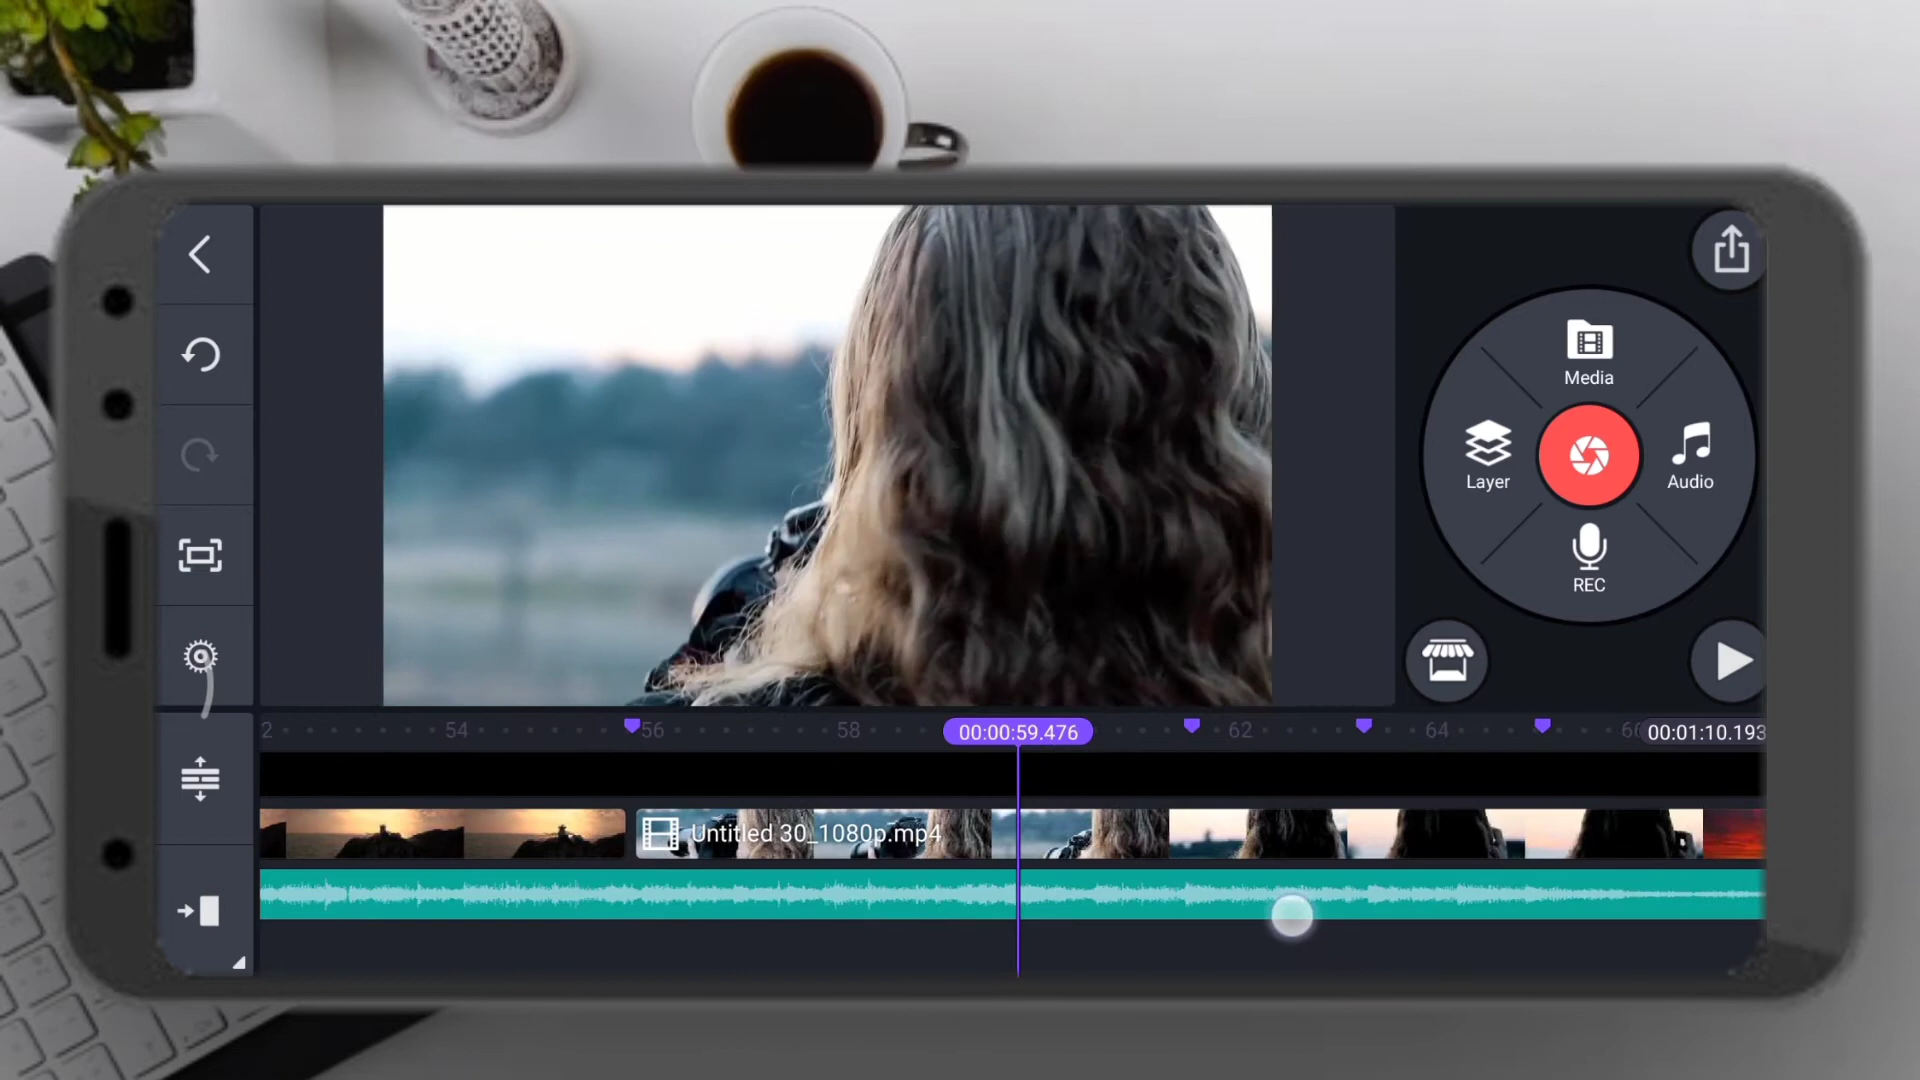 Media
Layer
Audio
REC
2 54 56 58 00:00:59.476 62 64 66 00:01:10.193
Untitled 30_1080p.mp4